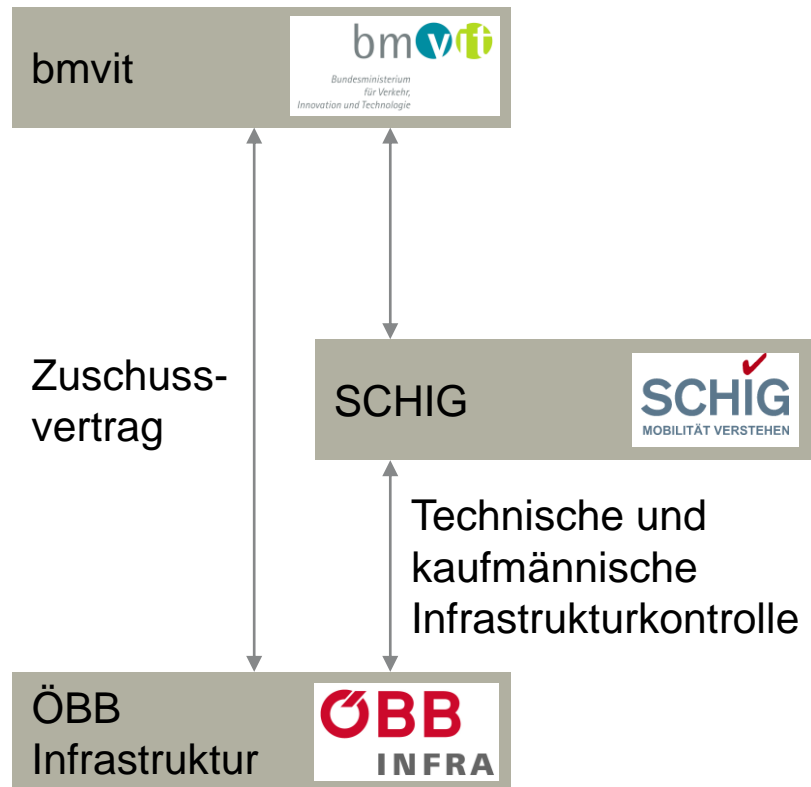 bmvit
bmvit
Bundesministerium
für Verkehr,
Innovation und Technologie
Zuschuss-
vertrag
SCHIG
SCHIG
MOBILITÄT VERSTEHEN
Technische und
kaufmännische
Infrastrukturkontrolle
ÖBB
Infrastruktur
ÖBB
INFRA